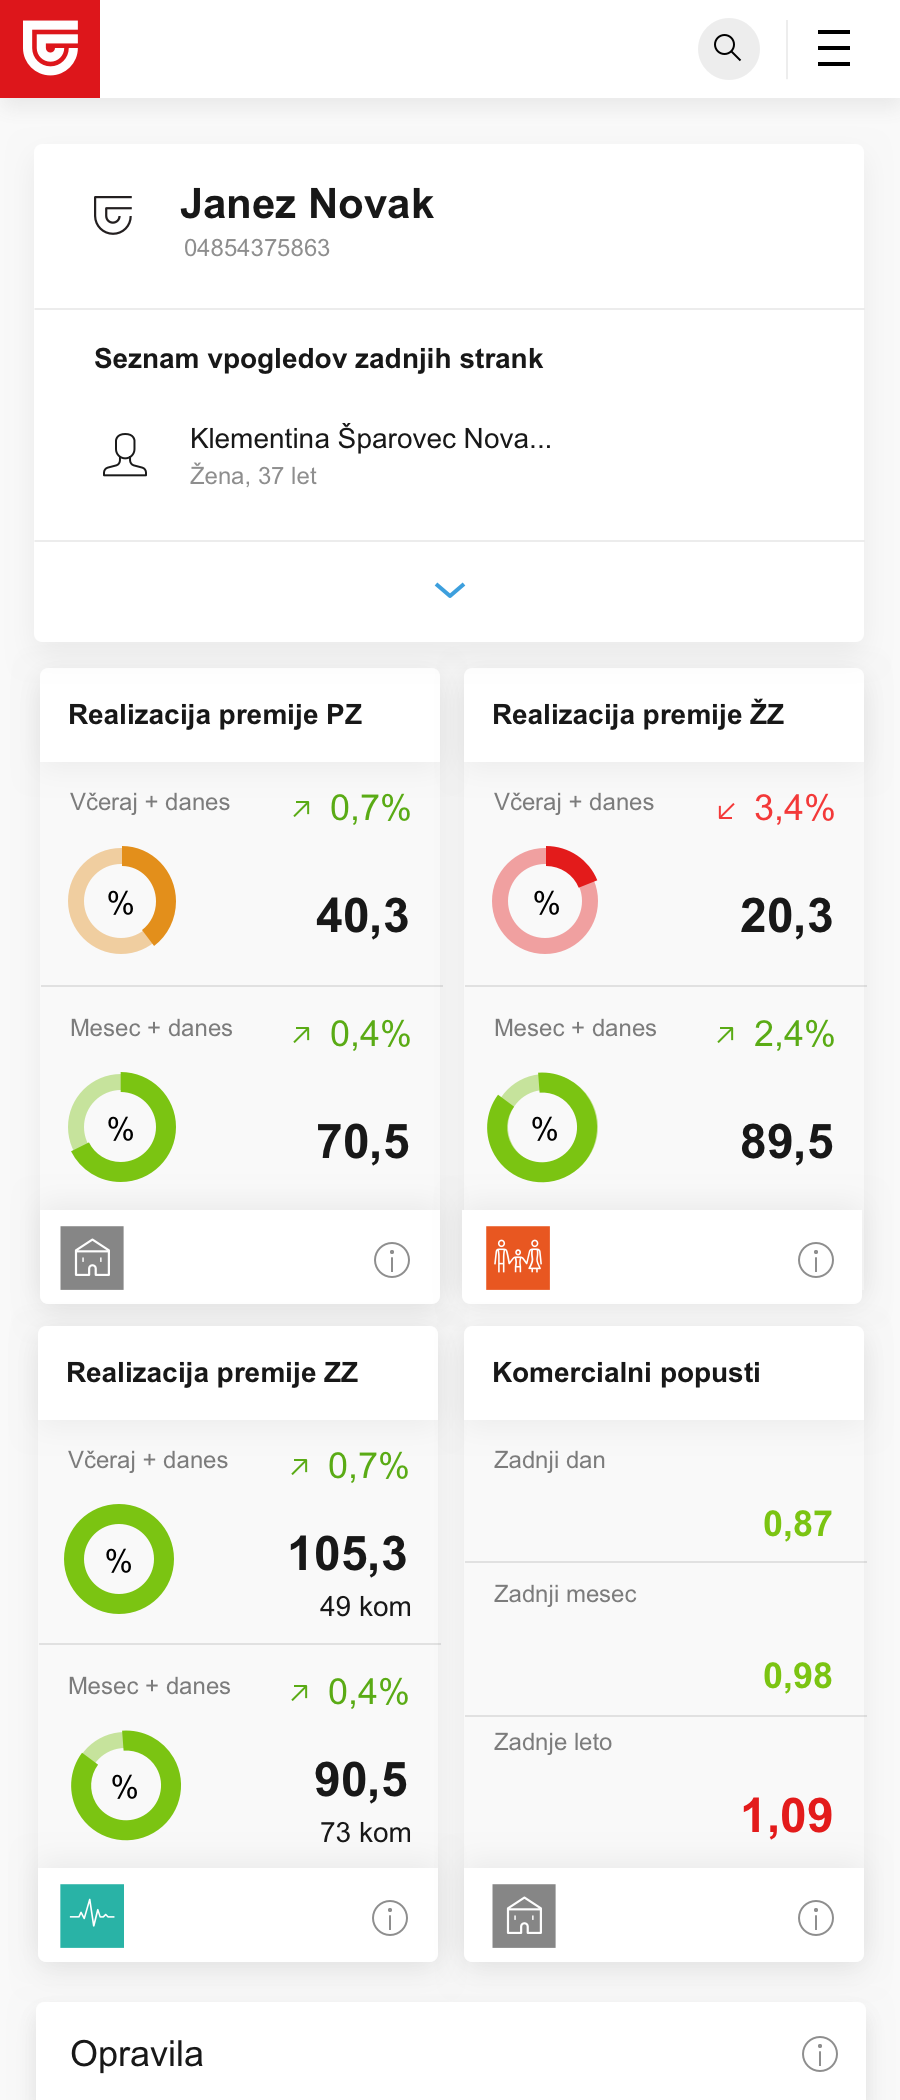 Janez Novak
04854375863
Seznam vpogledov zadnjih strank
Klementina Šparovec Nova...
Žena, 37 let
Realizacija premije PZ
Včeraj + danes
0,7%
%
40,3
Mesec + danes
0,4%
%
70,5
Realizacija premije ŽZ
Včeraj + danes
3,4%
%
20,3
Mesec + danes
2,4%
%
89,5
Realizacija premije ZZ
Včeraj + danes
0,7%
%
105,3
49 kom
Mesec + danes
0,4%
%
90,5
73 kom
Komercialni popusti
Zadnji dan
0,87
Zadnji mesec
0,98
Zadnje leto
1,09
Opravila